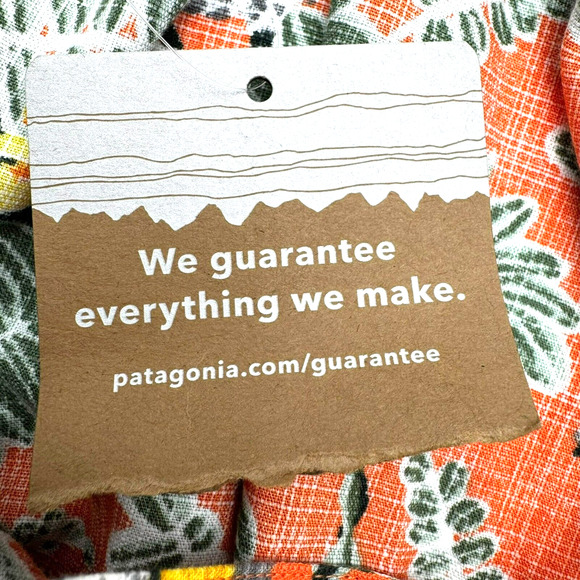 We guarantee
everything we make.
patagonia.com/guarantee